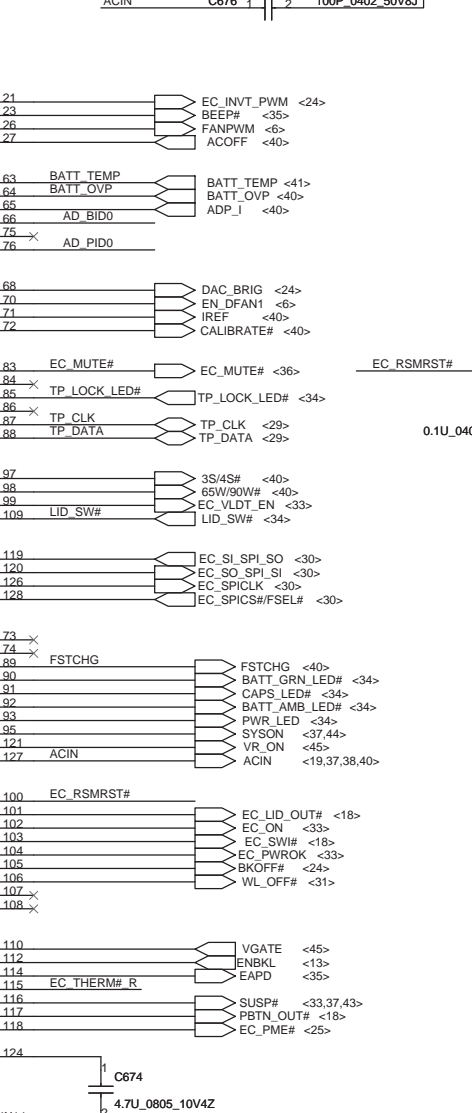 ACIN C676 1 2 100P_0402_50V8J
21 EC_INVT_PWM <24>
23 BEEP# <35>
26 FANPWM <6>
27 ACOFF <40>
63 BATT_TEMP BATT_TEMP <41>
64 BATT_OVP BATT_OVP <40>
65 ADP_I <40>
66 AD_BID0
75
76 AD_PID0
68 DAC_BRIG <24>
70 EN_DFAN1 <6>
71 IREF <40>
72 CALIBRATE# <40>
83 EC_MUTE# EC_MUTE# <36> EC_RSMRST#
84
85 TP_LOCK_LED# TP_LOCK_LED# <34>
86
87 TP_CLK TP_CLK <29>
88 TP_DATA TP_DATA <29> 0.1U_040
97 3S/4S# <40>
98 65W/90W# <40>
99 EC_VLDT_EN <33>
109 LID_SW# LID_SW# <34>
119 EC_SI_SPI_SO <30>
120 EC_SO_SPI_SI <30>
126 EC_SPICLK <30>
128 EC_SPICS#/FSEL# <30>
73
74
89 FSTCHG FSTCHG <40>
90 BATT_GRN_LED# <34>
91 CAPS_LED# <34>
92 BATT_AMB_LED# <34>
93 PWR_LED <34>
95 SYSON <37,44>
121 VR_ON <45>
127 ACIN ACIN <19,37,38,40>
100 EC_RSMRST#
101 EC_LID_OUT# <18>
102 EC_ON <33>
103 EC_SWI# <18>
104 EC_PWROK <33>
105 BKOFF# <24>
106 WL_OFF# <31>
107
108
110 VGATE <45>
112 ENBKL <13>
114 EAPD <35>
115 EC_THERM#_R
116 SUSP# <33,37,43>
117 PBTN_OUT# <18>
118 EC_PME# <25>
124
1
C674
4.7U_0805_10V4Z
2